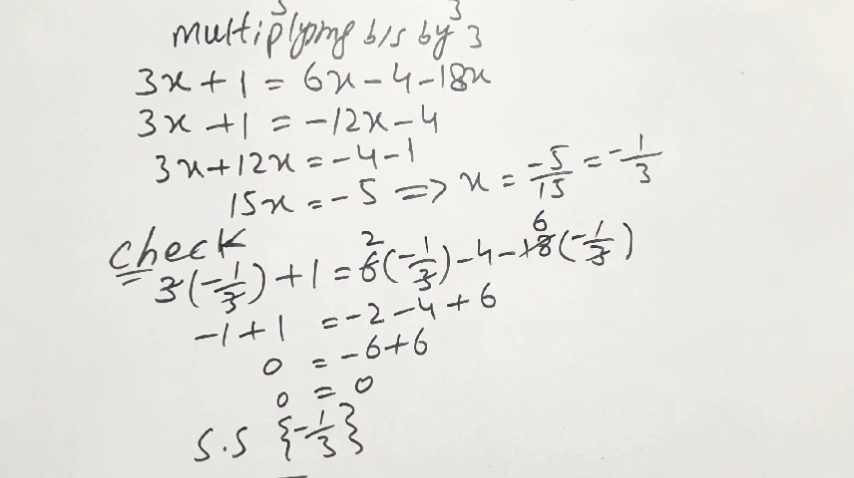 multiplying b/s by 3
3x + 1 = 6x - 4 - 18x
3x + 1 = -12x - 4
3x + 12x = -4 - 1
15x = -5 => x = -5/15 = -1/3
check
3(-1/3) + 1 = 6(-1/3) - 4 - 18(-1/3)
-1 + 1 = -2 - 4 + 6
0 = -6 + 6
0 = 0
S.S {-1/3}